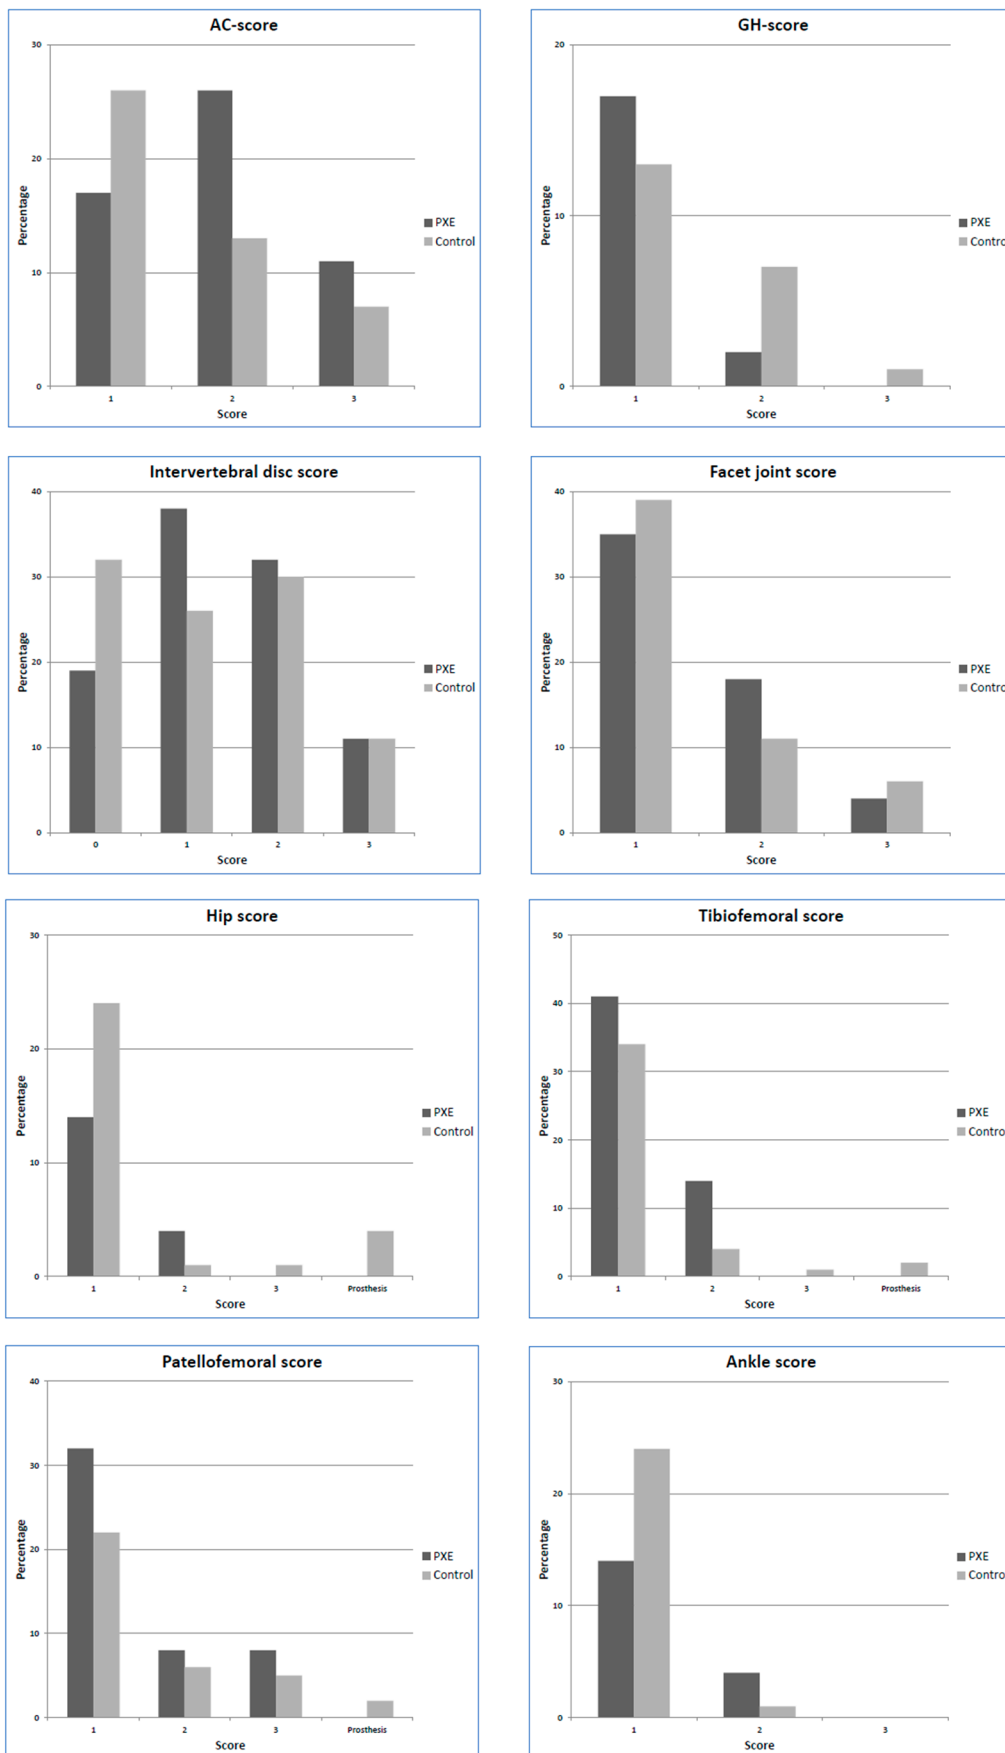 AC-score
30
20
10
0
Percentage
1
2
3
Score
PXE
Control
GH-score
20
10
0
Percentage
1
2
3
Score
PXE
Contro
Intervertebral disc score
40
30
20
10
0
Percentage
0
1
2
3
Score
PXE
Control
Facet joint score
40
30
20
10
0
Percentage
1
2
3
Score
PXE
Contro
Hip score
30
20
10
0
Percentage
1
2
3
Prosthesis
Score
PXE
Control
Tibiofemoral score
50
40
30
20
10
0
Percentage
1
2
3
Prosthesis
Score
PXE
Contro
Patellofemoral score
40
30
20
10
0
Percentage
1
2
3
Prosthesis
Score
PXE
Control
Ankle score
30
20
10
0
Percentage
1
2
3
Score
PXE
Contro